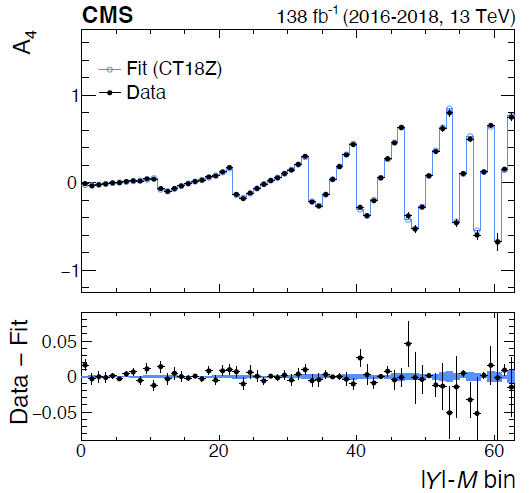 CMS 138 fb⁻¹ (2016-2018, 13 TeV)
A₄
Fit (CT18Z)
Data
1
0
−1
Data − Fit
0.05
0
−0.05
0 20 40 60
|Y|-M bin